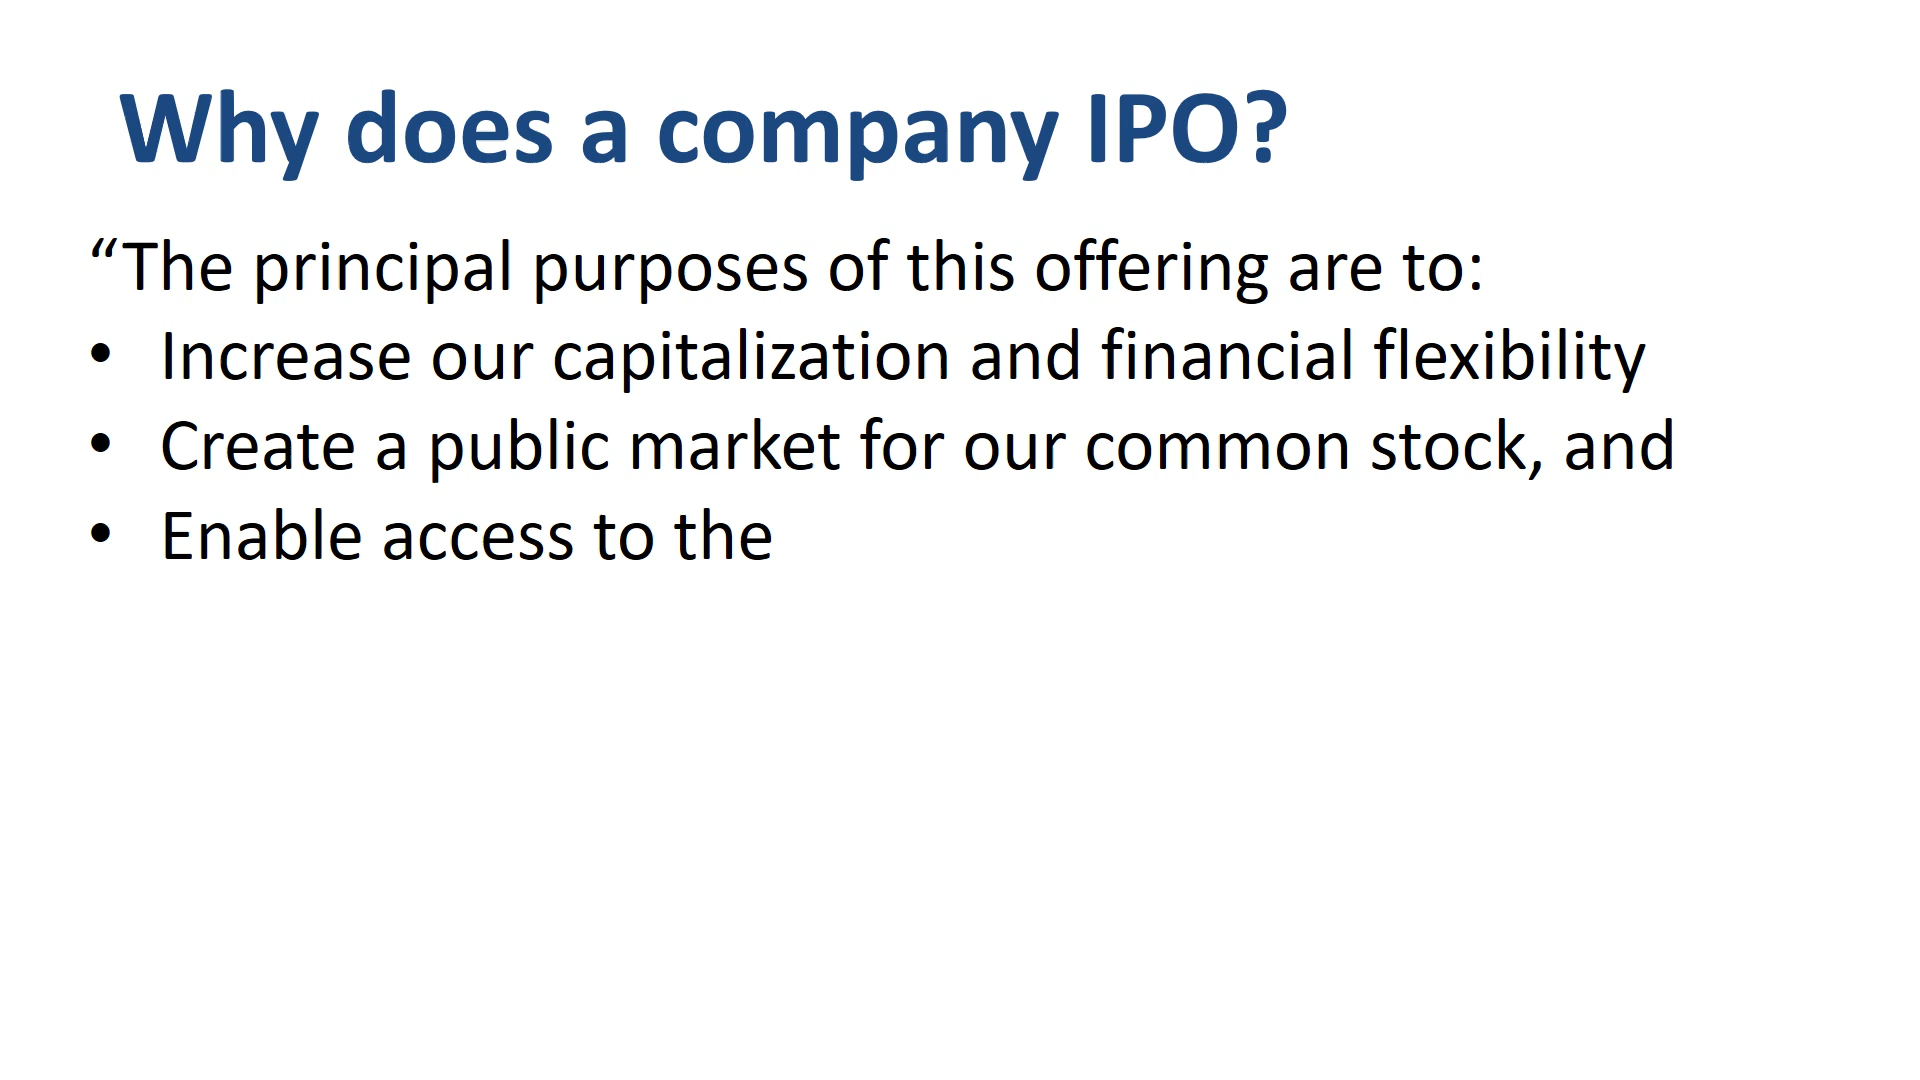 Why does a company IPO?
“The principal purposes of this offering are to:
• Increase our capitalization and financial flexibility
• Create a public market for our common stock, and
• Enable access to the